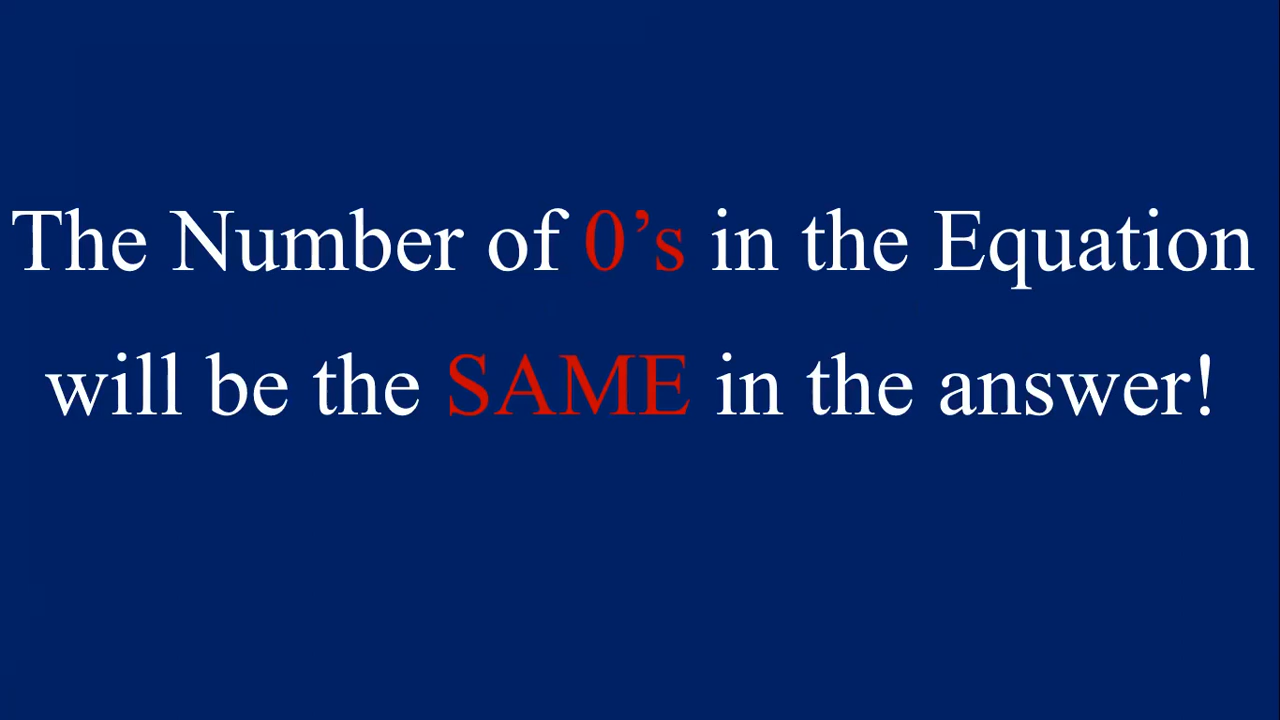 The Number of 0’s in the Equation
will be the SAME in the answer!